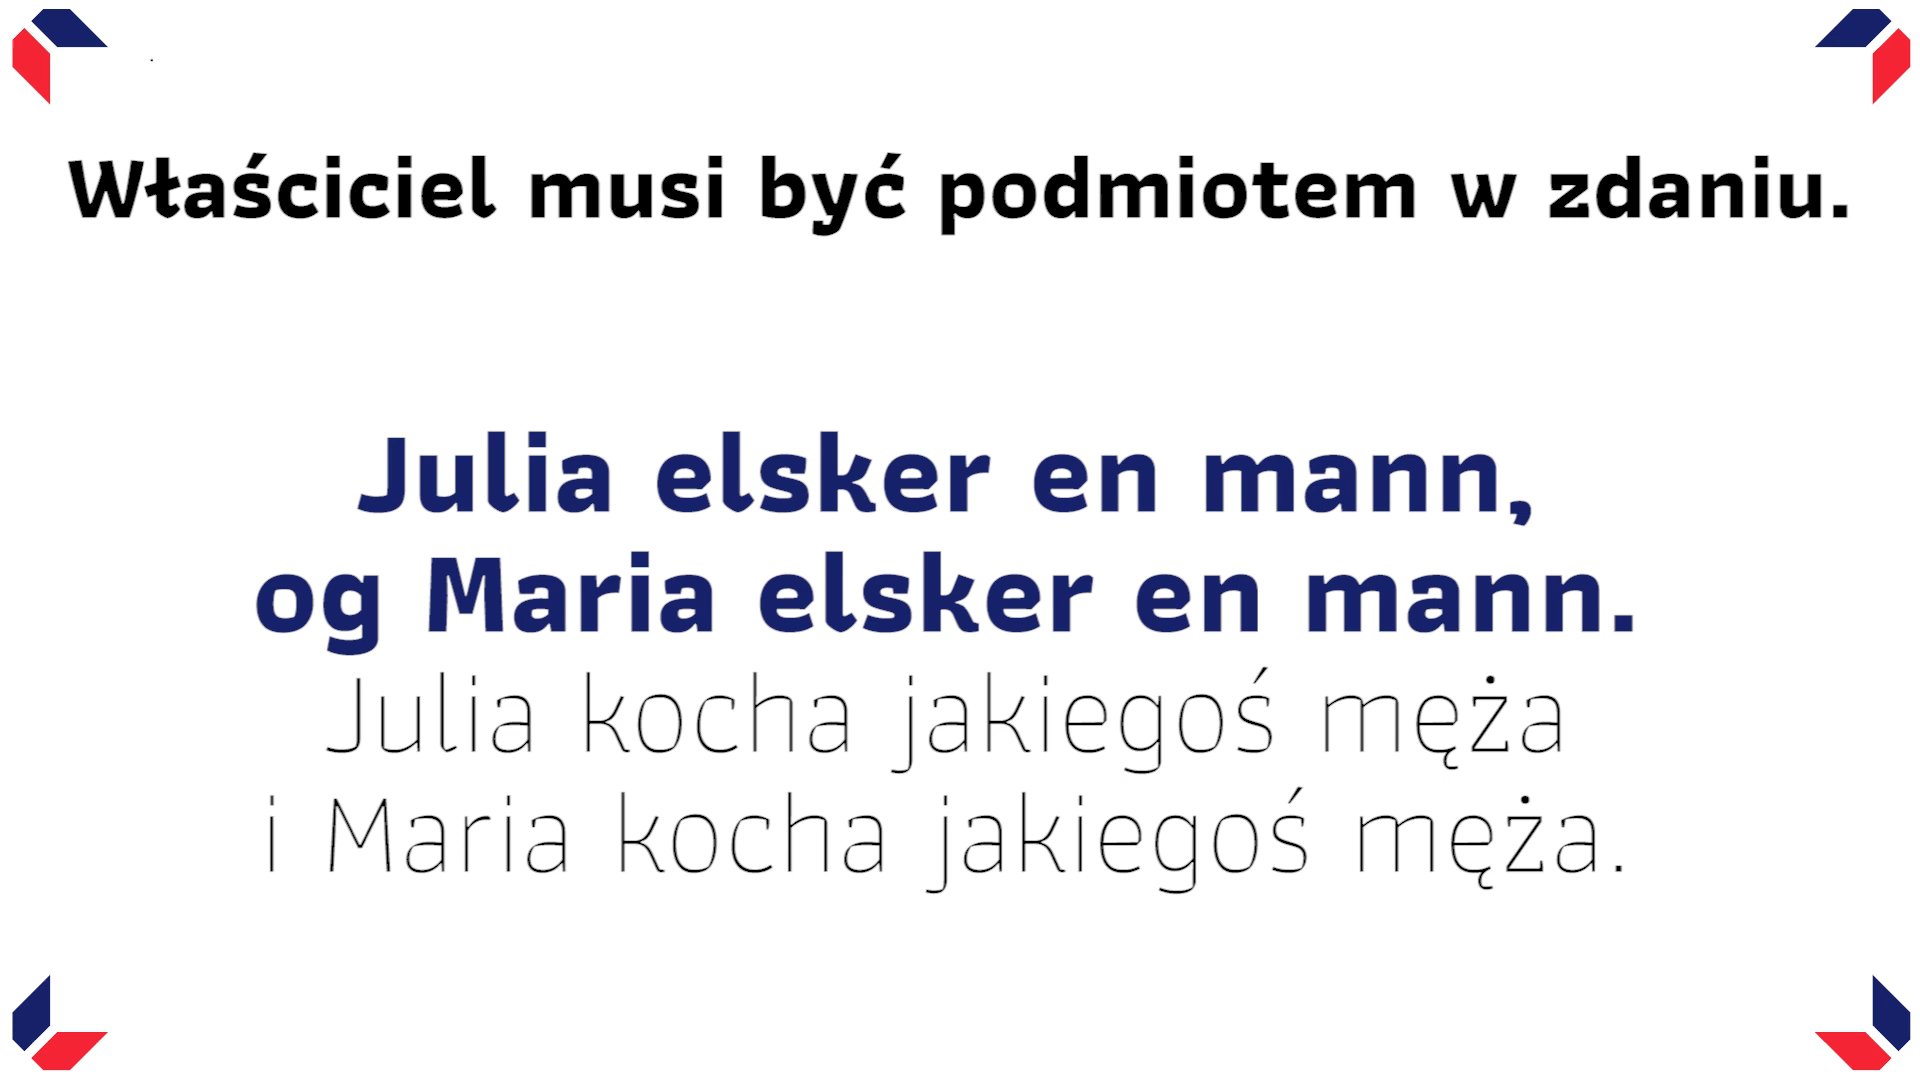 Właściciel musi być podmiotem w zdaniu.
Julia elsker en mann,
og Maria elsker en mann.
Julia kocha jakiegoś męża
i Maria kocha jakiegoś męża.